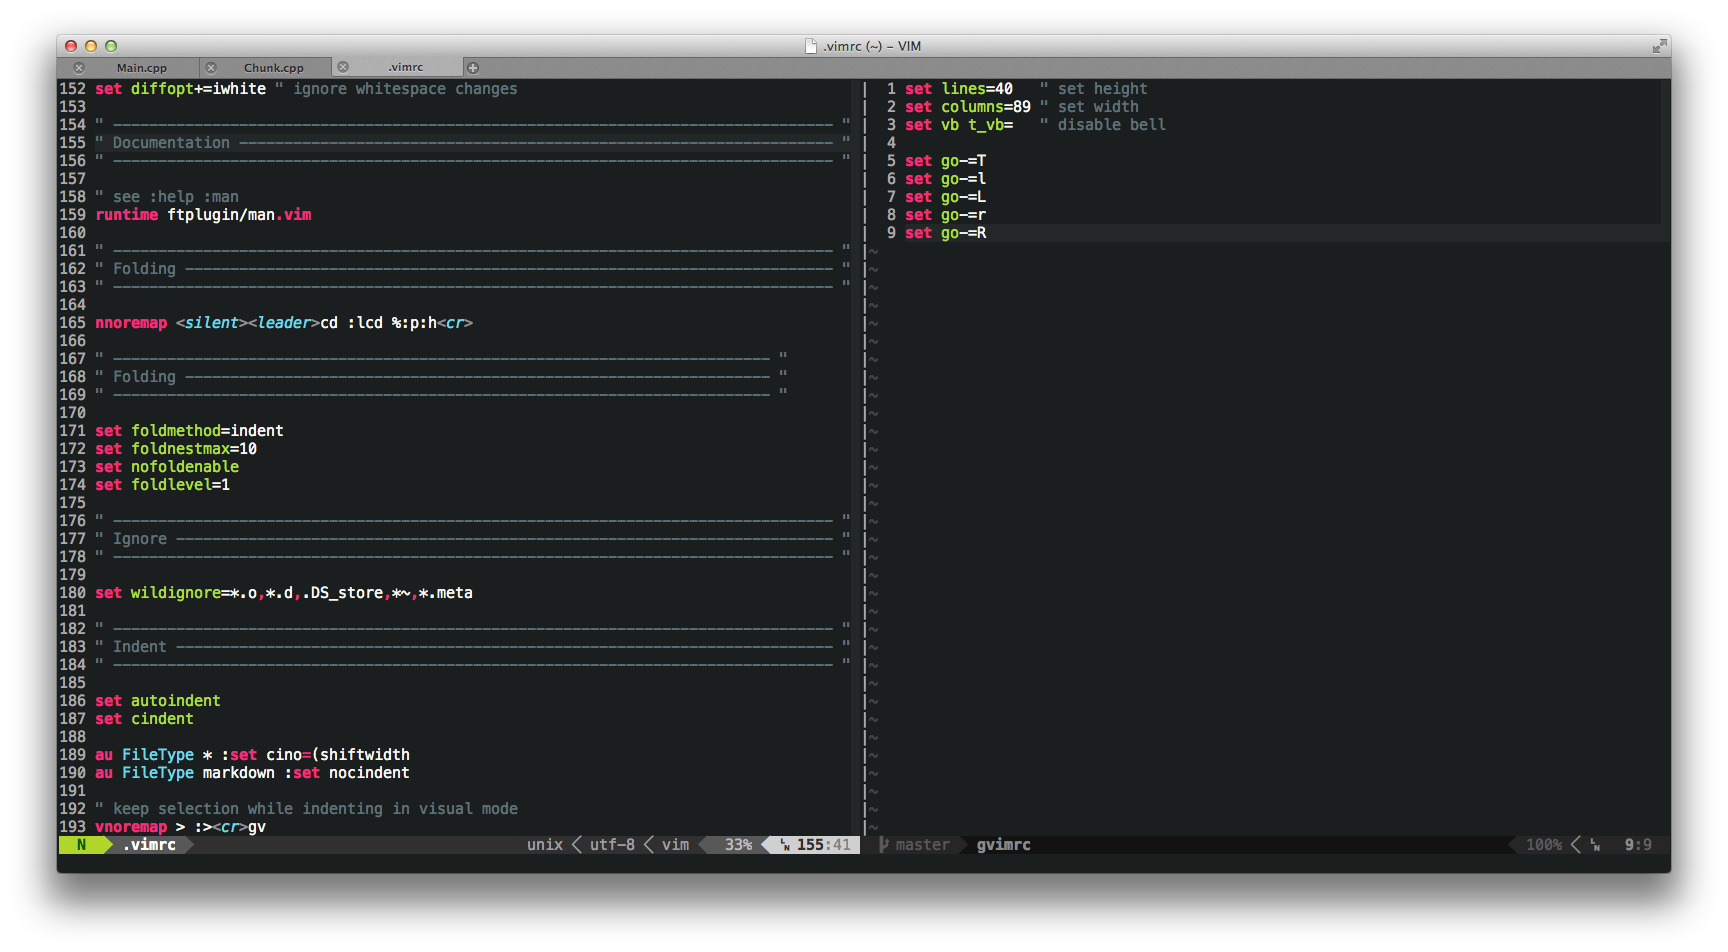 .vimrc (~) – VIM
Main.cpp
Chunk.cpp
.vimrc
152 set diffopt+=iwhite " ignore whitespace changes
153
154 " -------------------------------------------------------------------------------- "
155 " Documentation ------------------------------------------------------------------ "
156 " -------------------------------------------------------------------------------- "
157
158 " see :help :man
159 runtime ftplugin/man.vim
160
161 " -------------------------------------------------------------------------------- "
162 " Folding ------------------------------------------------------------------------ "
163 " -------------------------------------------------------------------------------- "
164
165 nnoremap <silent><leader>cd :lcd %:p:h<cr>
166
167 " ------------------------------------------------------------------------- "
168 " Folding ----------------------------------------------------------------- "
169 " ------------------------------------------------------------------------- "
170
171 set foldmethod=indent
172 set foldnestmax=10
173 set nofoldenable
174 set foldlevel=1
175
176 " -------------------------------------------------------------------------------- "
177 " Ignore ------------------------------------------------------------------------- "
178 " -------------------------------------------------------------------------------- "
179
180 set wildignore=*.o,*.d,.DS_store,*~,*.meta
181
182 " -------------------------------------------------------------------------------- "
183 " Indent ------------------------------------------------------------------------- "
184 " -------------------------------------------------------------------------------- "
185
186 set autoindent
187 set cindent
188
189 au FileType * :set cino=(shiftwidth
190 au FileType markdown :set nocindent
191
192 " keep selection while indenting in visual mode
193 vnoremap > :><cr>gv
N .vimrc unix < utf-8 < vim 33% 155:41
1 set lines=40   " set height
2 set columns=89 " set width
3 set vb t_vb=   " disable bell
4
5 set go-=T
6 set go-=l
7 set go-=L
8 set go-=r
9 set go-=R
master gvimrc 100% < 9:9